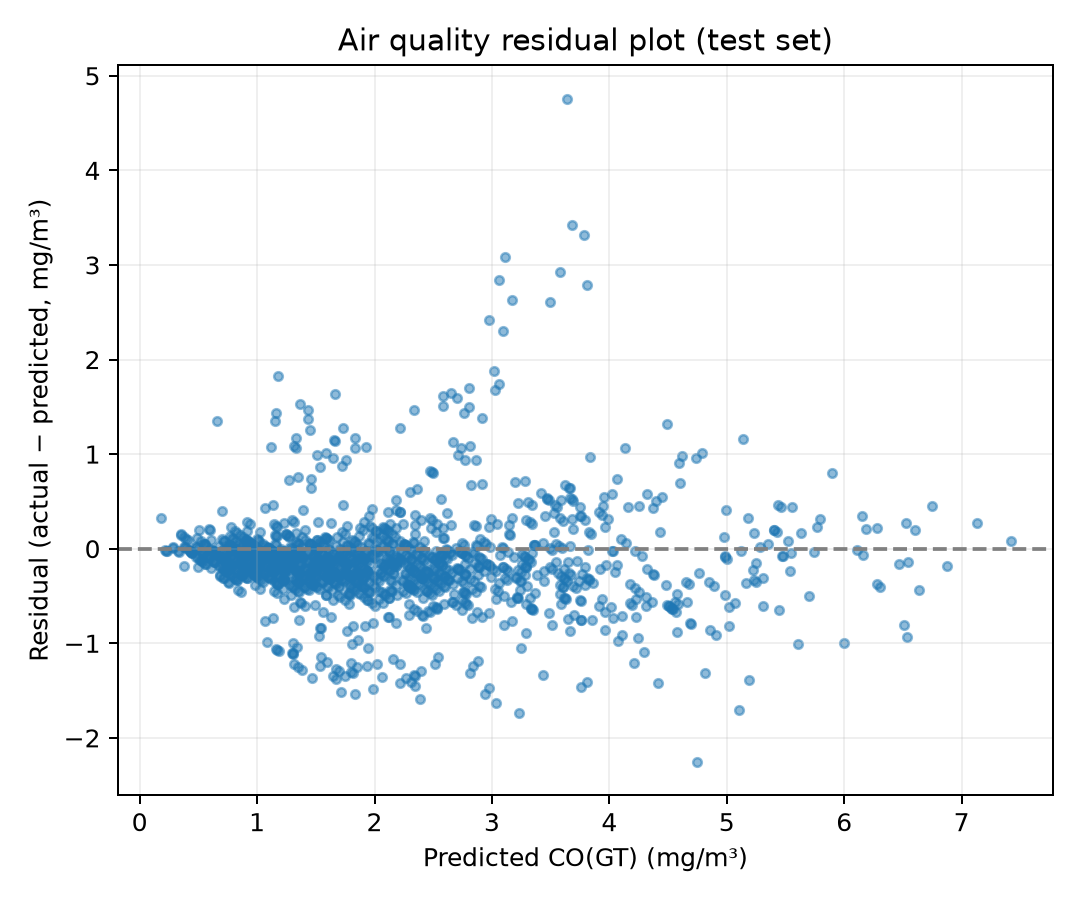 Air quality residual plot (test set)
Residual (actual − predicted, mg/m³)
5
4
3
2
1
0
−1
−2
0 1 2 3 4 5 6 7
Predicted CO(GT) (mg/m³)